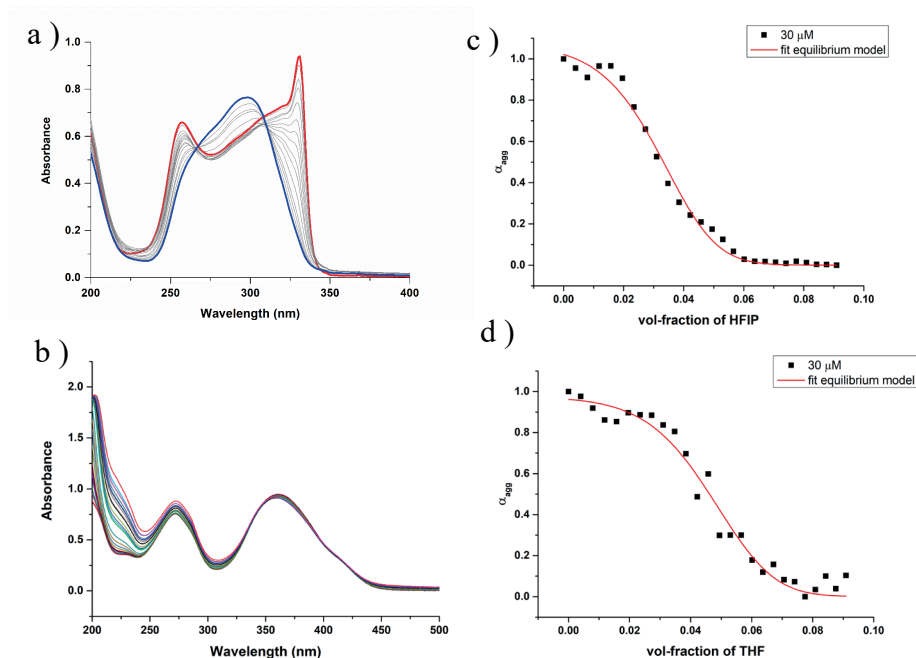 a )
1.0
0.8
0.6
0.4
0.2
0.0
Absorbance
200
250
300
350
400
Wavelength (nm)
b )
2.0
1.5
1.0
0.5
0.0
Absorbance
200
250
300
350
400
450
500
Wavelength (nm)
c )
30 μM
fit equilibrium model
1.0
0.8
0.6
0.4
0.2
0.0
αagg
0.00
0.02
0.04
0.06
0.08
0.10
vol-fraction of HFIP
d )
30 μM
fit equilibrium model
1.0
0.8
0.6
0.4
0.2
0.0
αagg
0.00
0.02
0.04
0.06
0.08
0.10
vol-fraction of THF